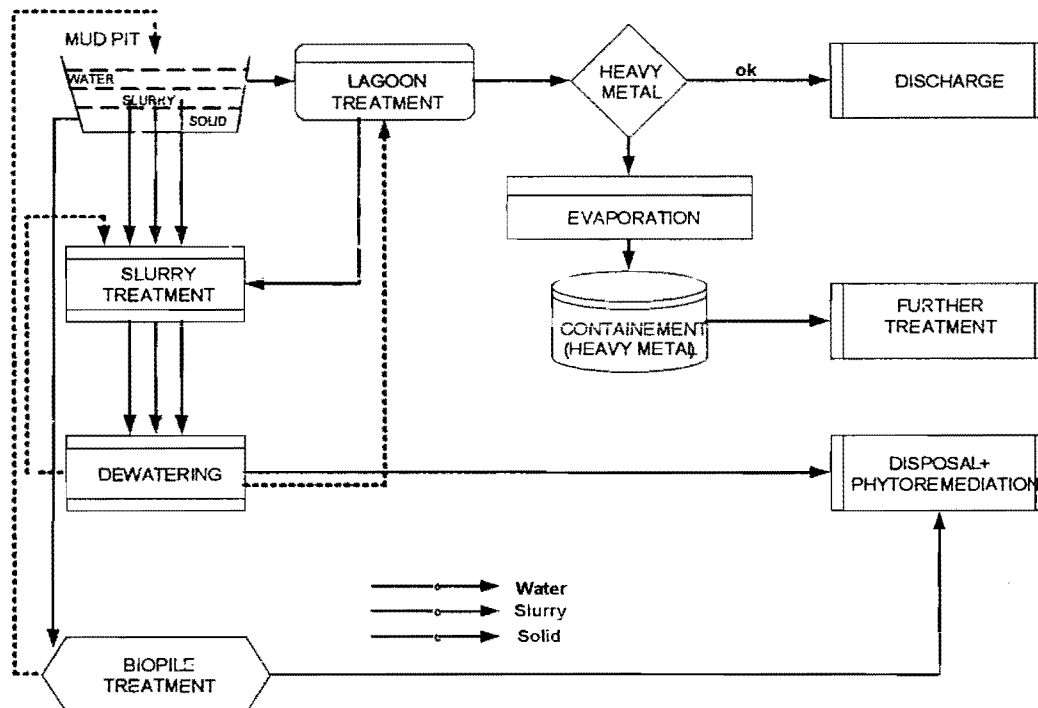 MUD PIT
WATER
SLURRY
SOLID
LAGOON
TREATMENT
HEAVY
METAL
ok
DISCHARGE
EVAPORATION
SLURRY
TREATMENT
CONTAINEMENT
(HEAVY METAL)
FURTHER
TREATMENT
DEWATERING
DISPOSAL+
PHYTOREMEDIATION
Water
Slurry
Solid
BIOPILE
TREATMENT